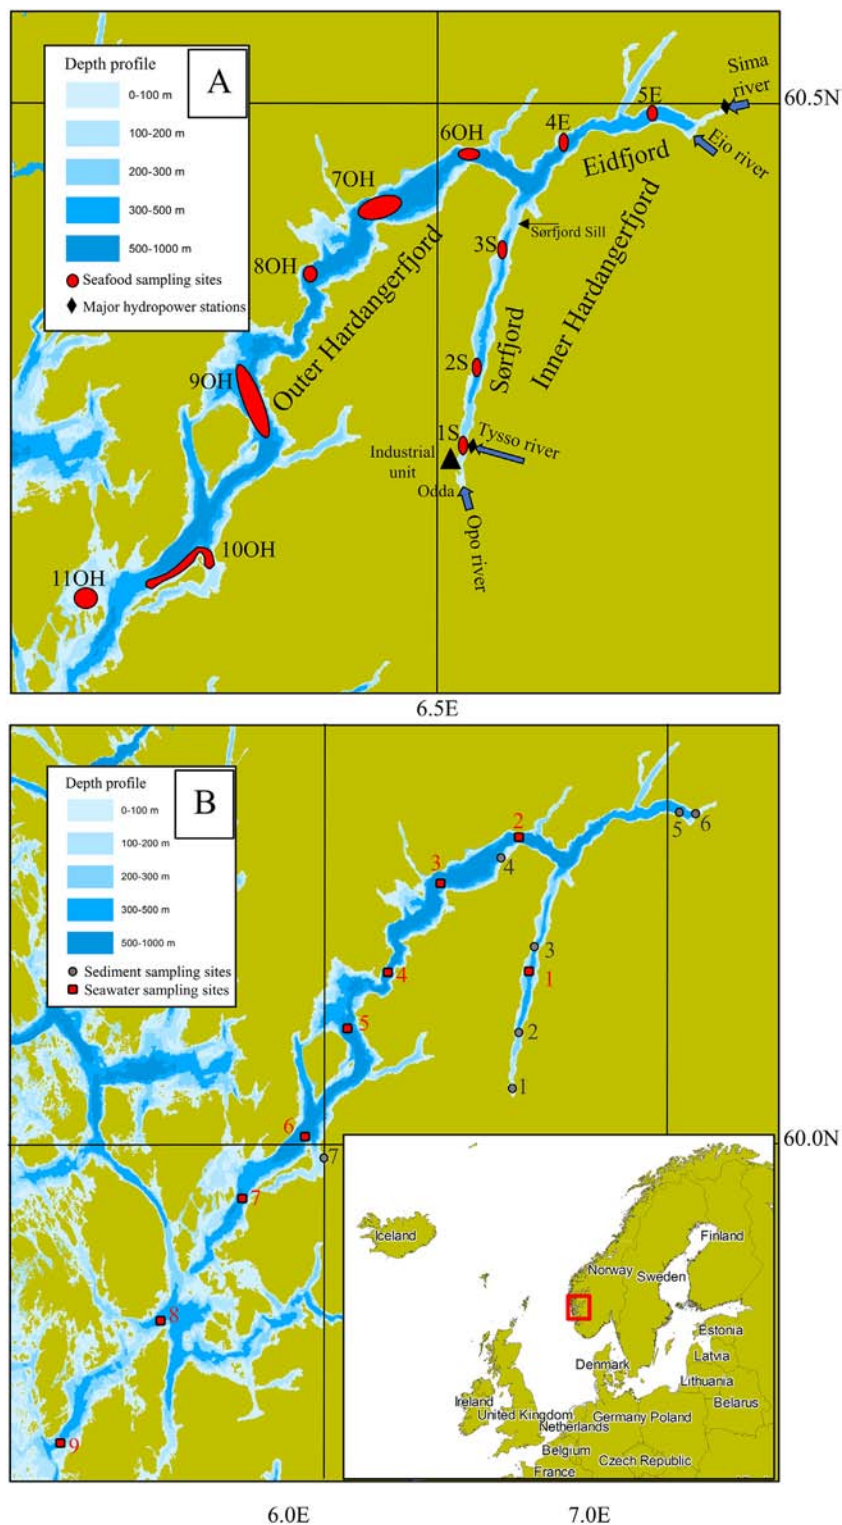 Depth profile
A
0-100 m
100-200 m
200-300 m
300-500 m
500-1000 m
Seafood sampling sites
Major hydropower stations
Sima
river
60.5N
5E
4E
Eio river
Eidfjord
6OH
7OH
Sørfjord Sill
3S
8OH
Outer Hardangerfjord
Inner Hardangerfjord
Sørfjord
2S
9OH
1S
Tysso river
Industrial
unit
Odda
Opo river
10OH
11OH
6.5E
Depth profile
B
0-100 m
100-200 m
200-300 m
300-500 m
500-1000 m
Sediment sampling sites
Seawater sampling sites
2
5
6
3
4
3
4
1
5
2
1
6
60.0N
7
7
8
9
Iceland
Finland
Norway
Sweden
Estonia
Latvia
Denmark
Lithuania
Ireland
United Kingdom
Belarus
Netherlands
Germany
Poland
Belgium
Czech Republic
France
6.0E
7.0E